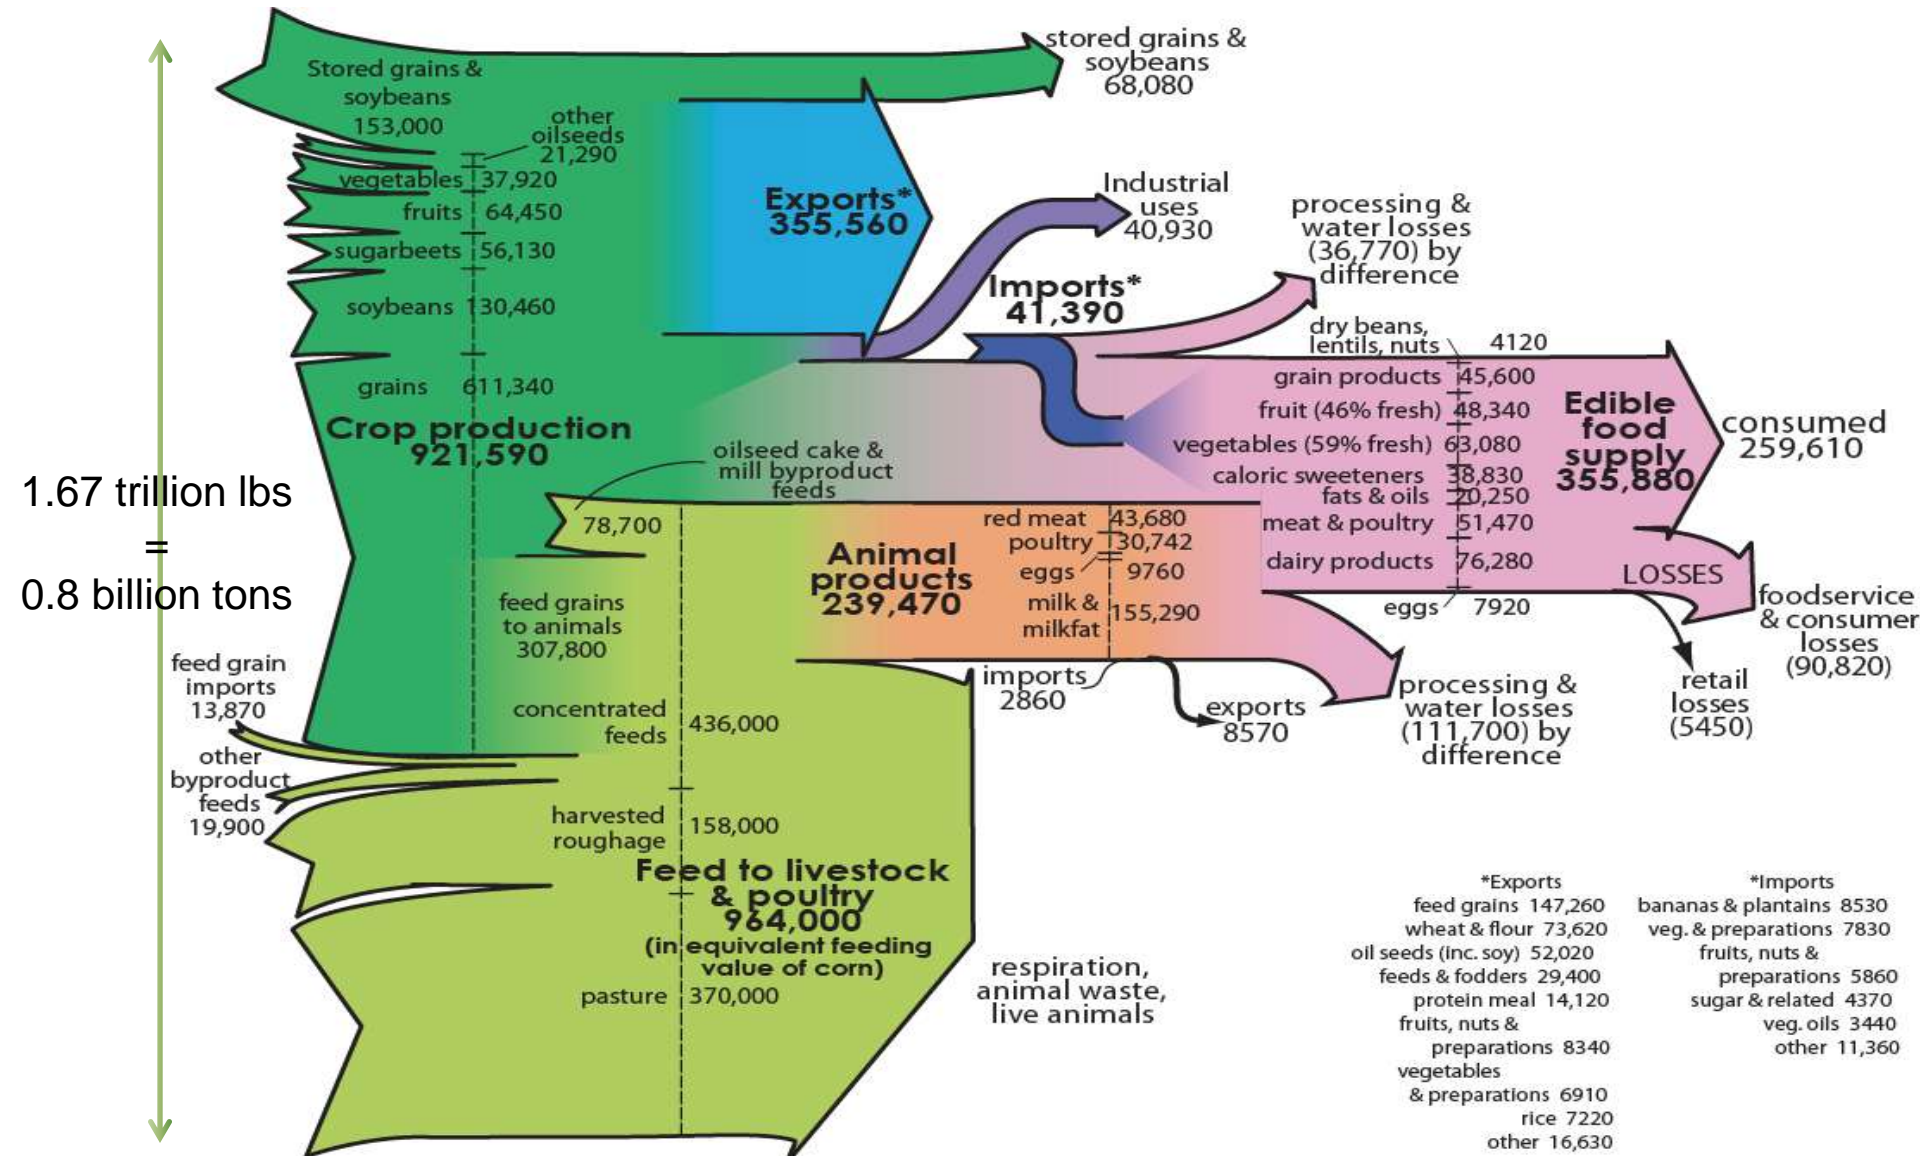 1.67 trillion lbs
=
0.8 billion tons
Stored grains &
soybeans
153,000
other
oilseeds
21,290
vegetables 37,920
fruits 64,450
sugarbeets 56,130
soybeans 130,460
grains 611,340
Crop production
921,590
stored grains &
soybeans
68,080
Exports*
355,560
Industrial
uses
40,930
Imports*
41,390
processing &
water losses
(36,770) by
difference
oilseed cake &
mill byproduct
feeds
78,700
feed grains
to animals
307,800
feed grain
imports
13,870
other
byproduct
feeds
19,900
concentrated
feeds
436,000
harvested
roughage
158,000
Feed to livestock
& poultry
964,000
(in equivalent feeding
value of corn)
pasture 370,000
Animal
products
239,470
red meat 43,680
poultry 30,742
eggs 9760
milk &
milkfat
155,290
imports
2860
exports
8570
respiration,
animal waste,
live animals
dry beans,
lentils, nuts
4120
grain products 45,600
fruit (46% fresh) 48,340
vegetables (59% fresh) 63,080
caloric sweeteners 38,830
fats & oils 20,250
meat & poultry 51,470
dairy products 76,280
eggs 7920
Edible
food
supply
355,880
consumed
259,610
LOSSES
foodservice
& consumer
losses
(90,820)
retail
losses
(5450)
processing &
water losses
(111,700) by
difference
*Exports
feed grains 147,260
wheat & flour 73,620
oil seeds (inc. soy) 52,020
feeds & fodders 29,400
protein meal 14,120
fruits, nuts &
preparations 8340
vegetables
& preparations 6910
rice 7220
other 16,630
*Imports
bananas & plantains 8530
veg. & preparations 7830
fruits, nuts &
preparations 5860
sugar & related 4370
veg. oils 3440
other 11,360